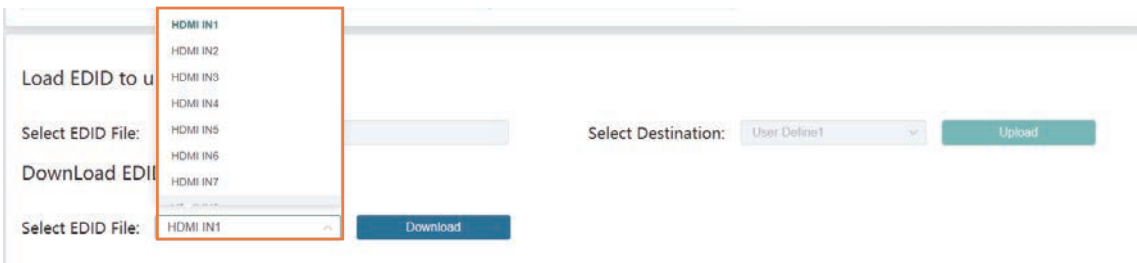 HDMI IN1
HDMI IN2
Load EDID to u
HDMI IN3
HDMI IN4
Select EDID File:
HDMI IN5
Select Destination:
User Define1
Upload
HDMI IN6
DownLoad EDI
HDMI IN7
Select EDID File:
HDMI IN1
Download